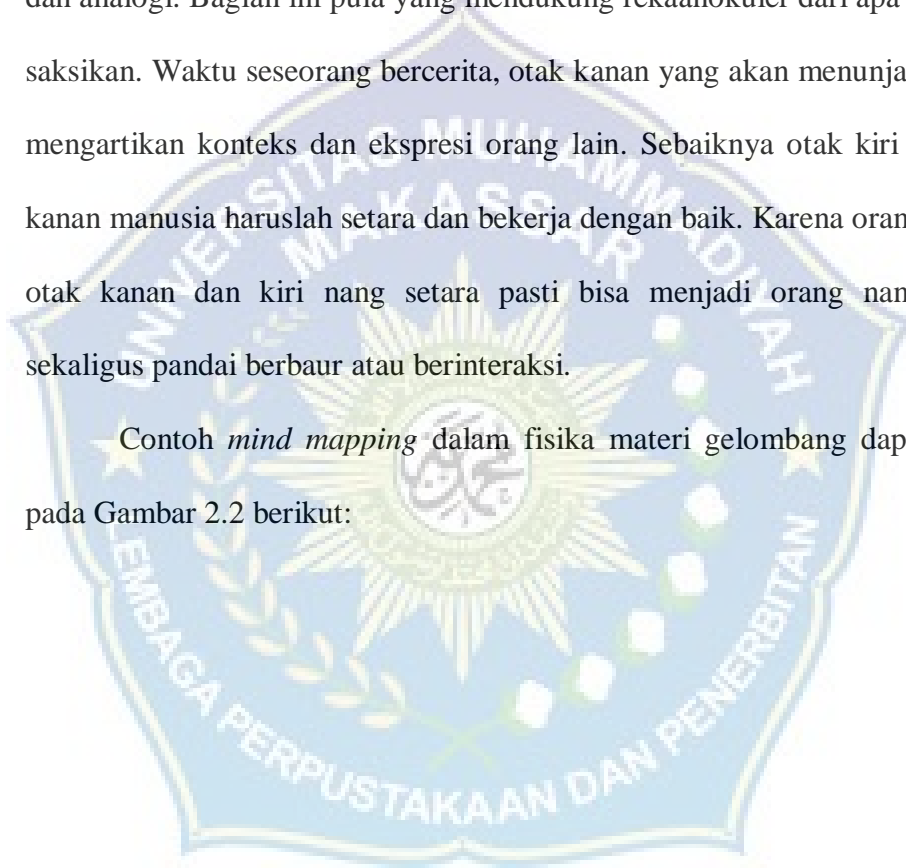 dan analogi. Bagian ini pula yang mendukung rekaanokuler dari apa
saksikan. Waktu seseorang bercerita, otak kanan yang akan menunja
mengartikan konteks dan ekspresi orang lain. Sebaiknya otak kiri
kanan manusia haruslah setara dan bekerja dengan baik. Karena oran
otak kanan dan kiri nang setara pasti bisa menjadi orang nan
sekaligus pandai berbaur atau berinteraksi.
Contoh mind mapping dalam fisika materi gelombang dap
pada Gambar 2.2 berikut:
UNIVERSITAS MUHAMMADIYAH
MAKASSAR
LEMBAGA PERPUSTAKAAN DAN PENERBITAN